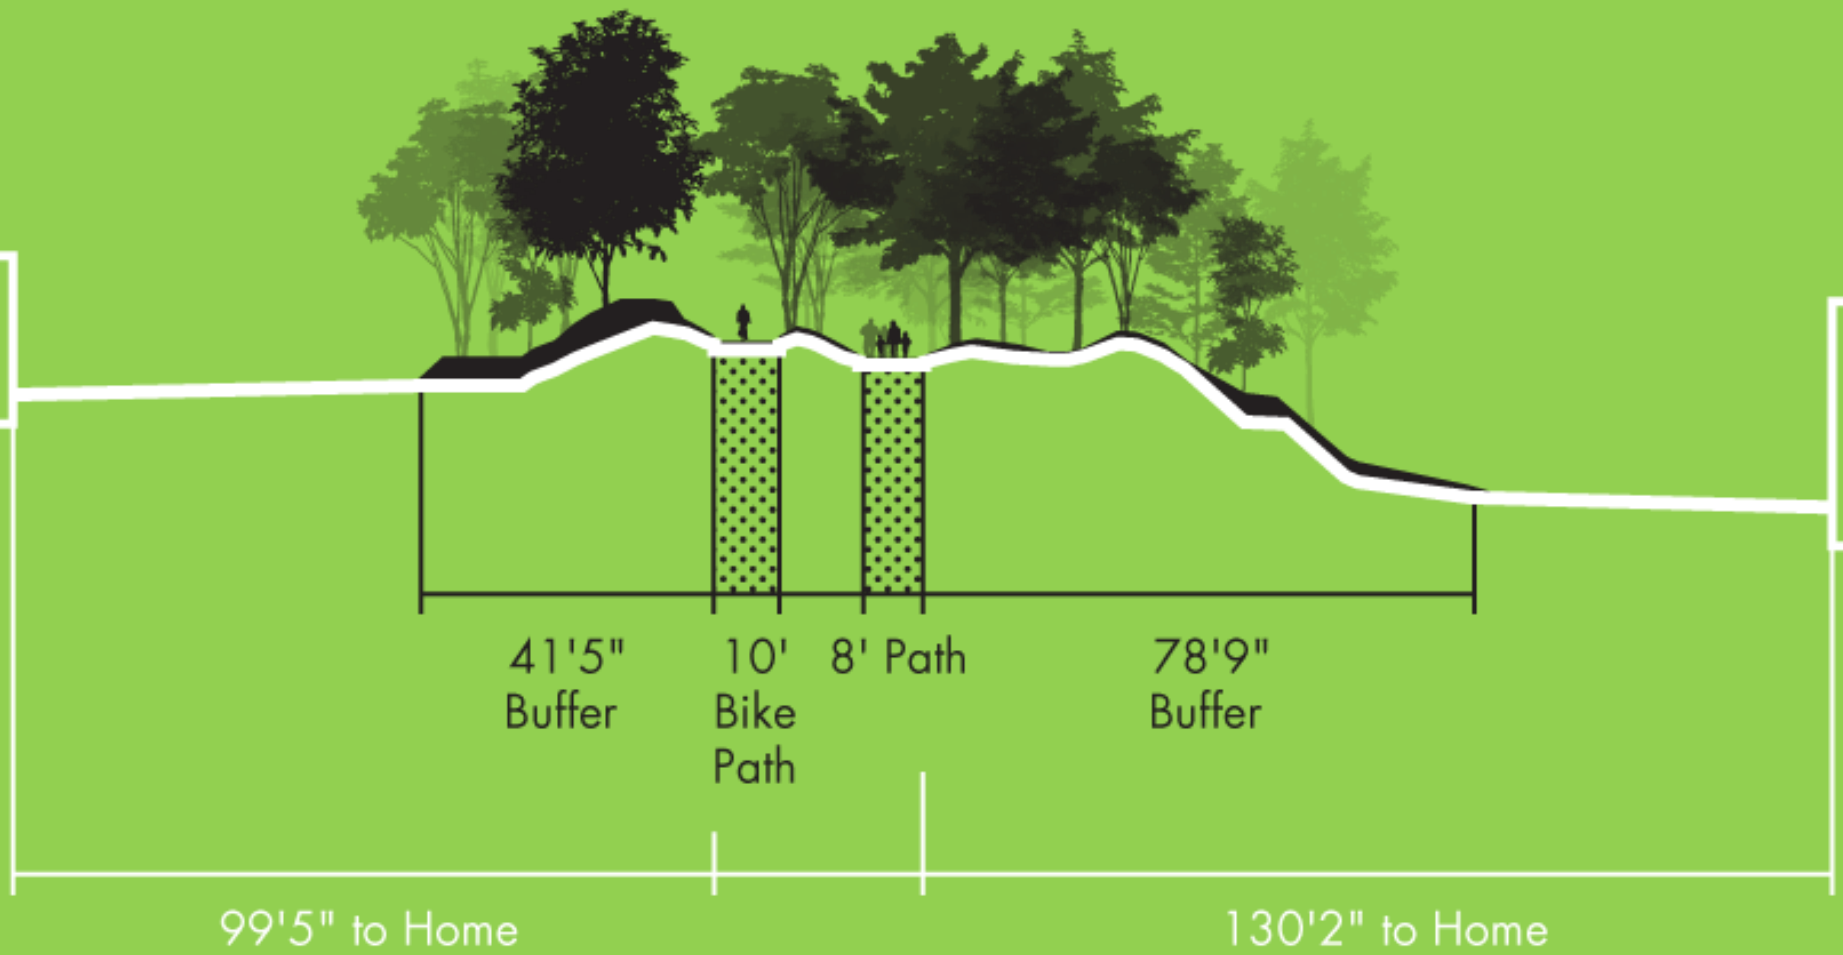 41'5"
Buffer
10'
Bike
Path
8' Path
78'9"
Buffer
99'5" to Home
130'2" to Home